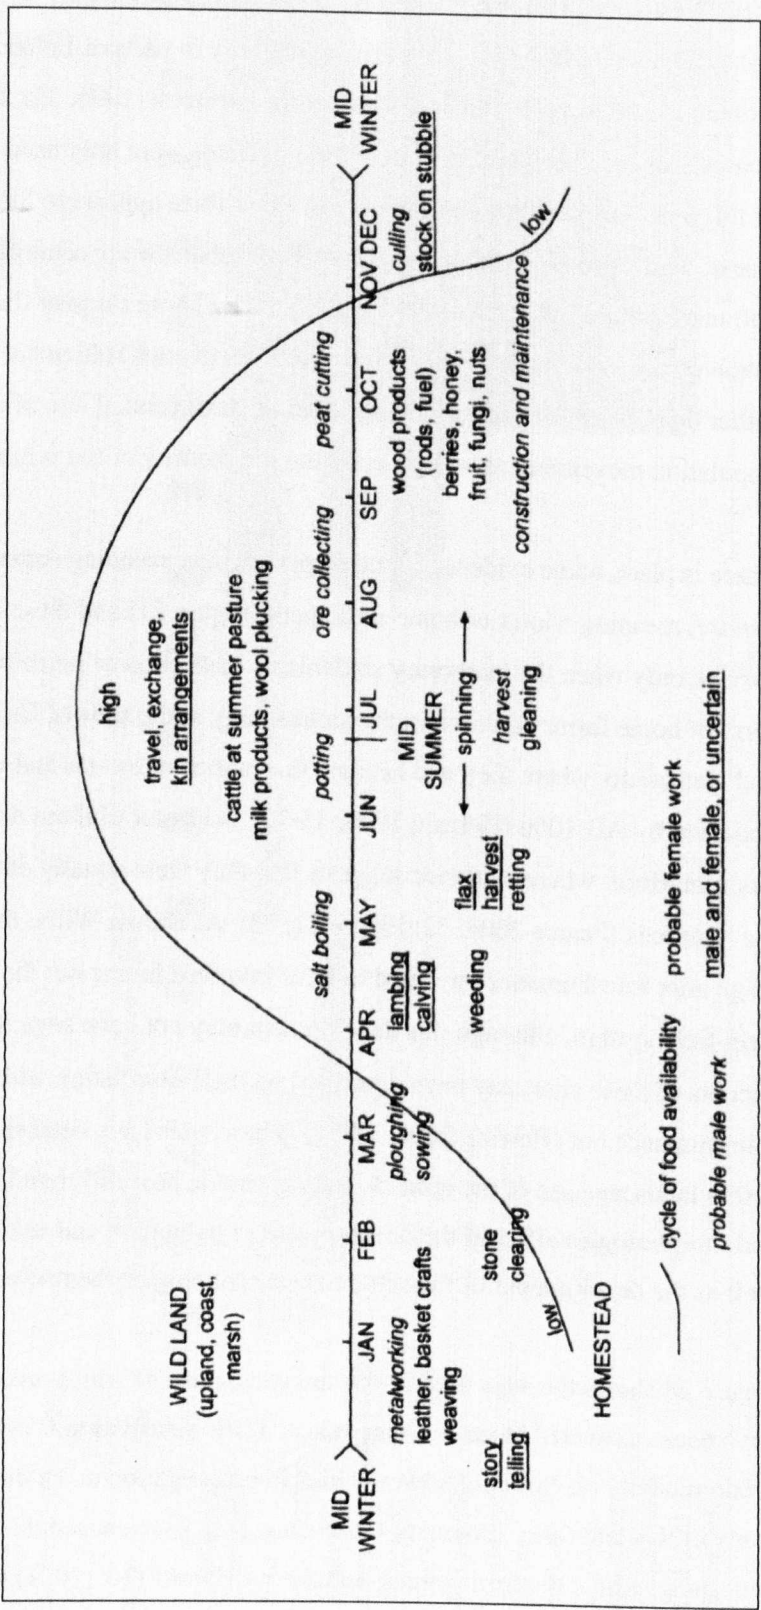 WILD LAND
(upland, coast,
marsh)
high
travel, exchange,
kin arrangements
cattle at summer pasture
milk products, wool plucking
salt boiling
potting
ore collecting
peat cutting
MID
WINTER
JAN
FEB
MAR
APR
MAY
JUN
JUL
AUG
SEP
OCT
NOV
DEC
MID
WINTER
MID
SUMMER
metalworking
leather, basket crafts
weaving
story
telling
stone
clearing
ploughing
sowing
lambing
calving
weeding
flax
harvest
retting
spinning
harvest
gleaning
wood products
(rods, fuel)
berries, honey,
fruit, fungi, nuts
construction and maintenance
culling
stock on stubble
low
low
HOMESTEAD
cycle of food availability
probable female work
probable male work
male and female, or uncertain